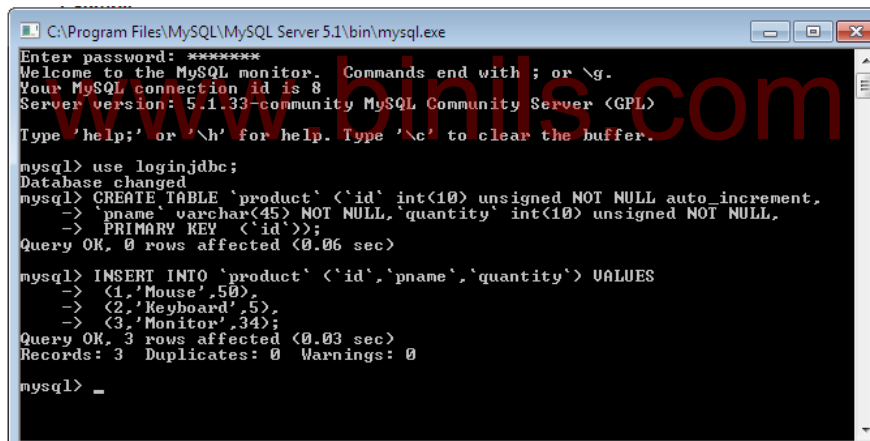 C:\Program Files\MySQL\MySQL Server 5.1\bin\mysql.exe
Enter password: *******
Welcome to the MySQL monitor.  Commands end with ; or \g.
Your MySQL connection id is 8
Server version: 5.1.33-community MySQL Community Server (GPL)
www.binils.com
Type 'help;' or '\h' for help. Type '\c' to clear the buffer.
mysql> use loginjdbc;
Database changed
mysql> CREATE TABLE `product` (`id` int(10) unsigned NOT NULL auto_increment,
    -> `pname` varchar(45) NOT NULL,`quantity` int(10) unsigned NOT NULL,
    ->  PRIMARY KEY  (`id`));
Query OK, 0 rows affected (0.06 sec)
mysql> INSERT INTO `product` (`id`,`pname`,`quantity`) VALUES
    ->  (1,'Mouse',50),
    ->  (2,'Keyboard',5),
    ->  (3,'Monitor',34);
Query OK, 3 rows affected (0.03 sec)
Records: 3  Duplicates: 0  Warnings: 0
mysql> _